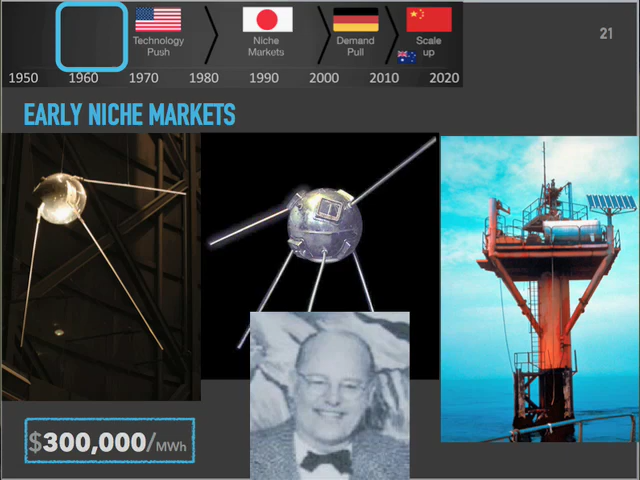 21
Technology
Push
Niche
Markets
Demand
Pull
Scale
up
1950 1960 1970 1980 1990 2000 2010 2020
EARLY NICHE MARKETS
$300,000/MWh